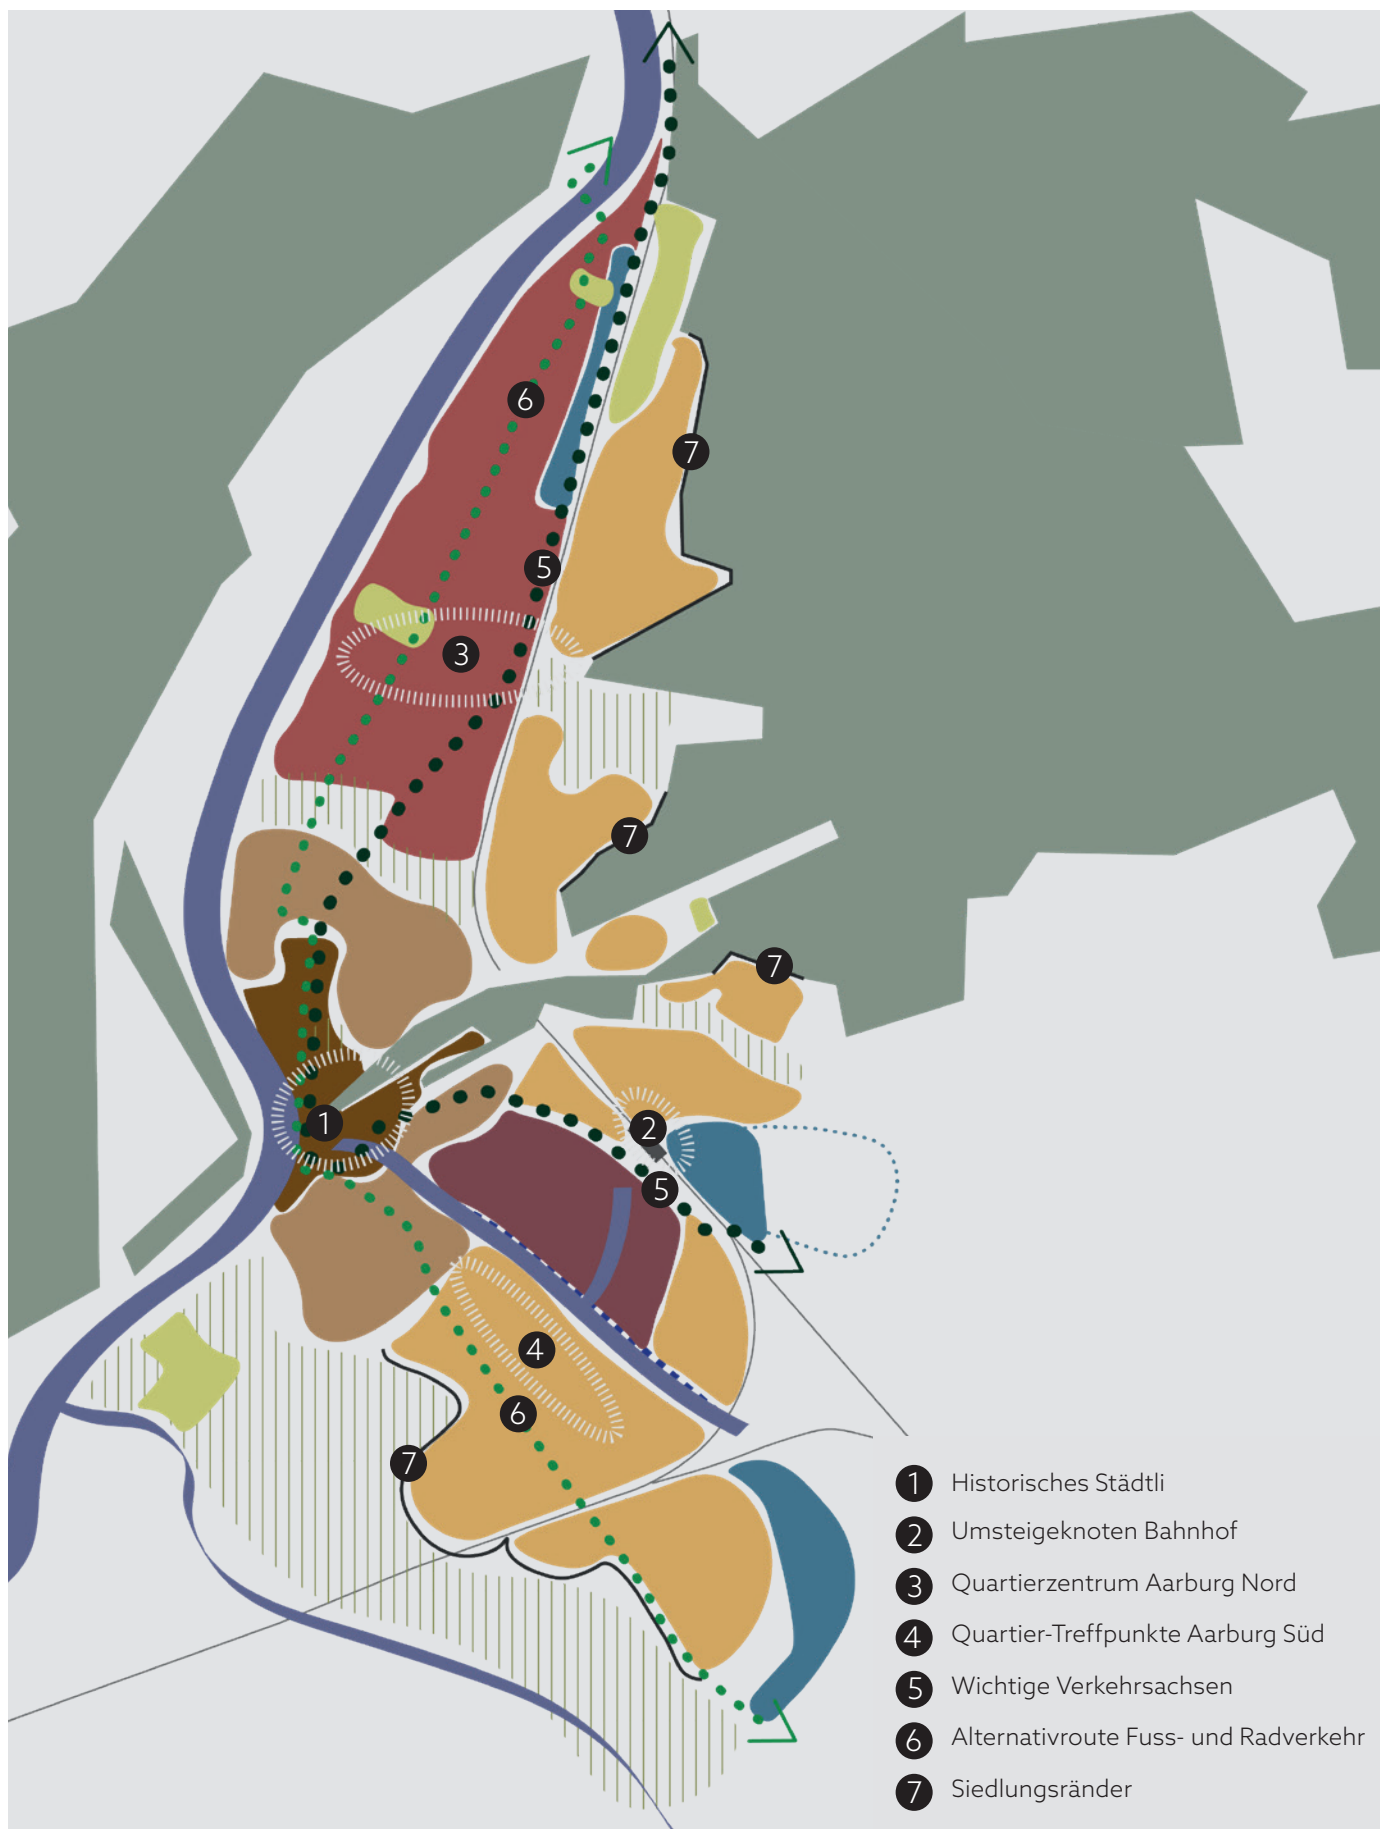 6
7
5
3
7
7
1
2
5
4
6
7
1 Historisches Städtli
2 Umsteigeknoten Bahnhof
3 Quartierzentrum Aarburg Nord
4 Quartier-Treffpunkte Aarburg Süd
5 Wichtige Verkehrsachsen
6 Alternativroute Fuss- und Radverkehr
7 Siedlungsränder